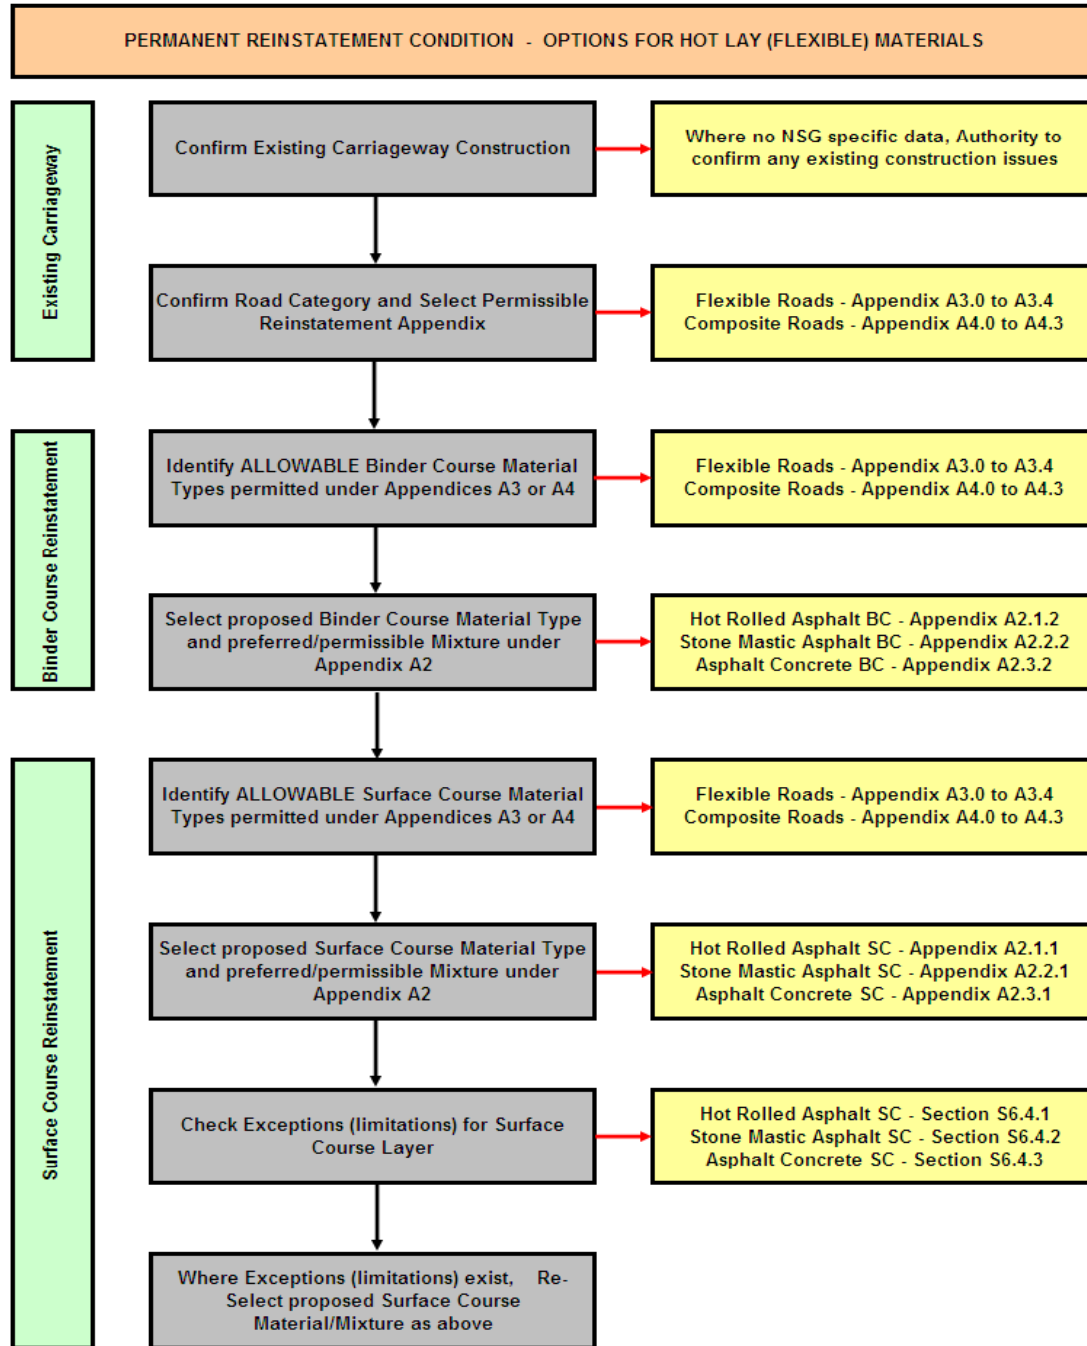 PERMANENT REINSTATEMENT CONDITION - OPTIONS FOR HOT LAY (FLEXIBLE) MATERIALS
Existing Carriageway
Confirm Existing Carriageway Construction
Where no NSG specific data, Authority to
confirm any existing construction issues
Confirm Road Category and Select Permissible
Reinstatement Appendix
Flexible Roads - Appendix A3.0 to A3.4
Composite Roads - Appendix A4.0 to A4.3
Binder Course Reinstatement
Identify ALLOWABLE Binder Course Material
Types permitted under Appendices A3 or A4
Flexible Roads - Appendix A3.0 to A3.4
Composite Roads - Appendix A4.0 to A4.3
Select proposed Binder Course Material Type
and preferred/permissible Mixture under
Appendix A2
Hot Rolled Asphalt BC - Appendix A2.1.2
Stone Mastic Asphalt BC - Appendix A2.2.2
Asphalt Concrete BC - Appendix A2.3.2
Surface Course Reinstatement
Identify ALLOWABLE Surface Course Material
Types permitted under Appendices A3 or A4
Flexible Roads - Appendix A3.0 to A3.4
Composite Roads - Appendix A4.0 to A4.3
Select proposed Surface Course Material Type
and preferred/permissible Mixture under
Appendix A2
Hot Rolled Asphalt SC - Appendix A2.1.1
Stone Mastic Asphalt SC - Appendix A2.2.1
Asphalt Concrete SC - Appendix A2.3.1
Check Exceptions (limitations) for Surface
Course Layer
Hot Rolled Asphalt SC - Section S6.4.1
Stone Mastic Asphalt SC - Section S6.4.2
Asphalt Concrete SC - Section S6.4.3
Where Exceptions (limitations) exist, Re-
Select proposed Surface Course
Material/Mixture as above